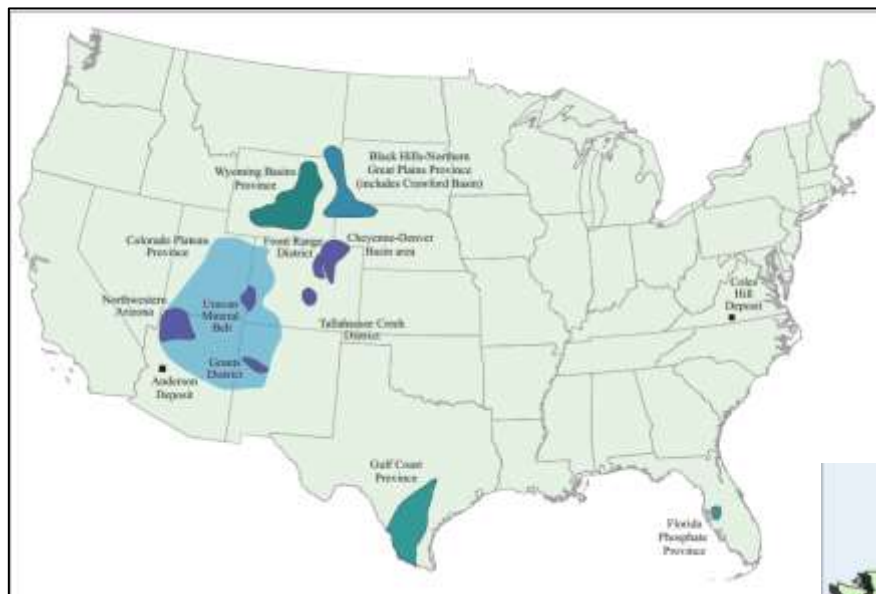 Wyoming Basins
Province
Black Hills-Northern
Great Plains Province
(includes Crawford Basin)
Colorado Plateau
Province
Front Range
District
Cheyenne-Denver
Basin area
Northwestern
Arizona
Uravan
Mineral
Belt
Tallahassee Creek
District
Grants
District
Anderson
Deposit
Coles
Hill
Deposit
Gulf Coast
Province
Florida
Phosphate
Province